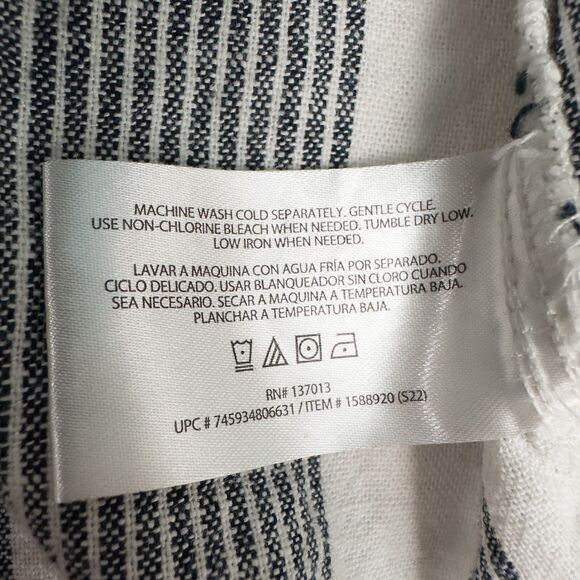 MACHINE WASH COLD SEPARATELY. GENTLE CYCLE.
USE NON-CHLORINE BLEACH WHEN NEEDED. TUMBLE DRY LOW.
LOW IRON WHEN NEEDED.
LAVAR A MAQUINA CON AGUA FRÍA POR SEPARADO.
CICLO DELICADO. USAR BLANQUEADOR SIN CLORO CUANDO
SEA NECESARIO. SECAR A MAQUINA A TEMPERATURA BAJA.
PLANCHAR A TEMPERATURA BAJA.
RN# 137013
UPC # 745934806631 / ITEM # 1588920 (S22)